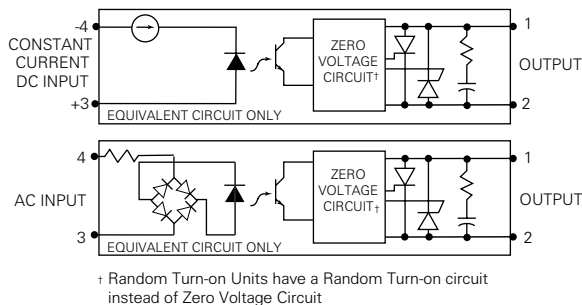 -4
CONSTANT
CURRENT
DC INPUT
+3
EQUIVALENT CIRCUIT ONLY
ZERO
VOLTAGE
CIRCUIT†
1
OUTPUT
2
4
AC INPUT
3
EQUIVALENT CIRCUIT ONLY
ZERO
VOLTAGE
CIRCUIT†
1
OUTPUT
2
† Random Turn-on Units have a Random Turn-on circuit
instead of Zero Voltage Circuit